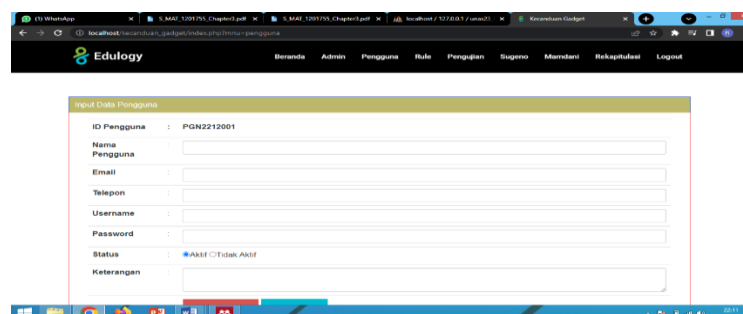 (1) WhatsApp
S_MAT_1201755_Chapter3.pdf
S_MAT_1201755_Chapter3.pdf
localhost / 127.0.0.1 / unas23
Kecanduan Gadget
localhost/kecanduan_gadget/index.php?mnu=pengguna
Edulogy
Beranda Admin Pengguna Rule Pengujian Sugeno Mamdani Rekapitulasi Logout
Input Data Pengguna
ID Pengguna : PGN2212001
Nama Pengguna :
Email :
Telepon :
Username :
Password :
Status : Aktif Tidak Aktif
Keterangan :
22:11